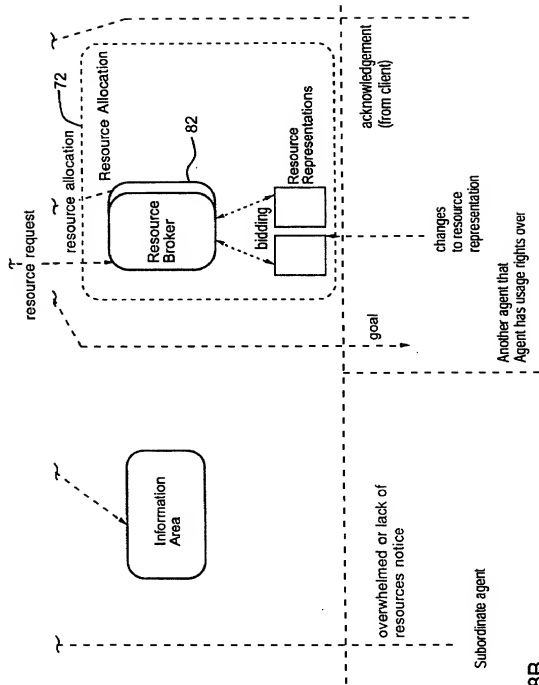 resource request
resource allocation
72
Resource Allocation
82
Resource
Broker
bidding
Resource
Representations
Information
Area
goal
acknowledgement
(from client)
changes
to resource
representation
overwhelmed or lack of
resources notice
Another agent that
Agent has usage rights over
Subordinate agent